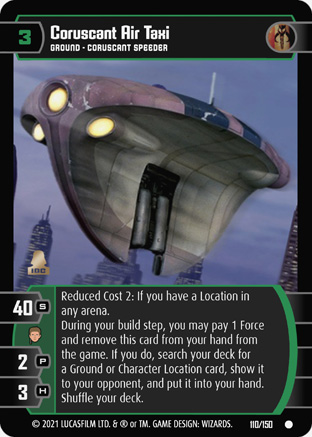 3
Coruscant Air Taxi
GROUND - CORUSCANT SPEEDER
IDC
40 S
2 P
3 H
Reduced Cost 2: If you have a Location in
any arena.
During your build step, you may pay 1 Force
and remove this card from your hand from
the game. If you do, search your deck for
a Ground or Character Location card, show it
to your opponent, and put it into your hand.
Shuffle your deck.
© 2021 LUCASFILM LTD. & ® or TM. GAME DESIGN: WIZARDS.
110/150